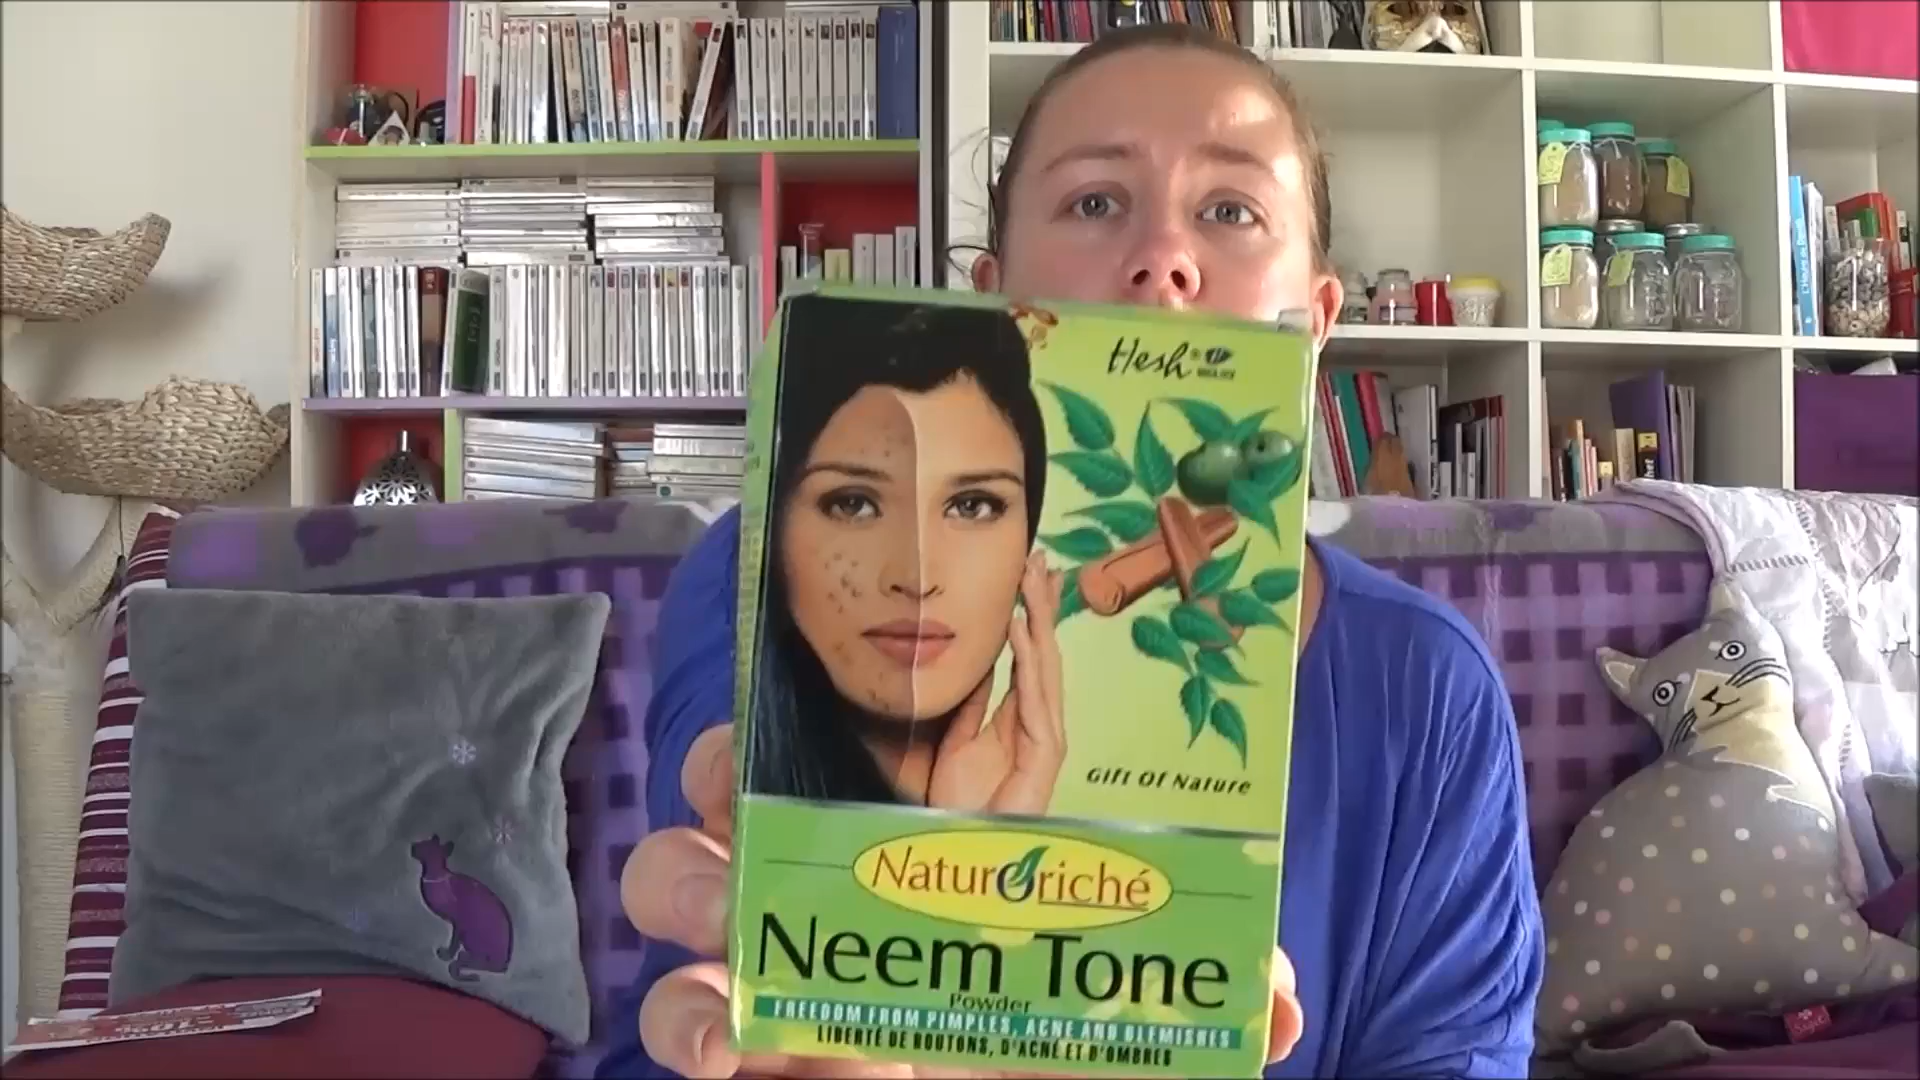 Hesh
Gift Of Nature
Naturoriché
Neem Tone
Powder
FREEDOM FROM PIMPLES, ACNE AND BLEMISHES
LIBERTÉ DE BOUTONS, D'ACNÉ ET D'OMBRES